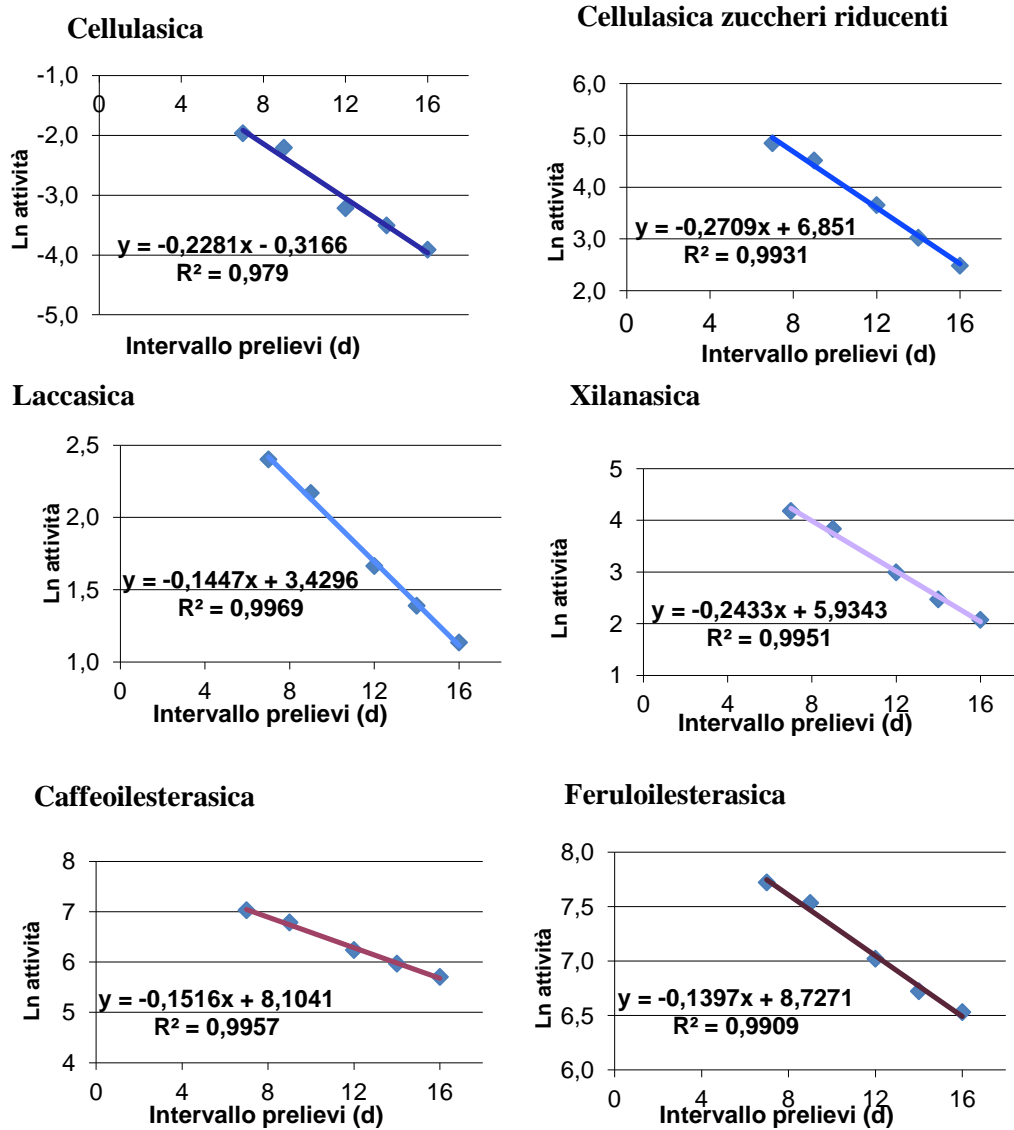 Cellulasica
-1,0
0
4
8
12
16
-2,0
-3,0
-4,0
-5,0
Ln attività
y = -0,2281x - 0,3166
R² = 0,979
Intervallo prelievi (d)
Cellulasica zuccheri riducenti
6,0
5,0
4,0
3,0
2,0
Ln attività
y = -0,2709x + 6,851
R² = 0,9931
0
4
8
12
16
Intervallo prelievi (d)
Laccasica
2,5
2,0
1,5
1,0
Ln attività
y = -0,1447x + 3,4296
R² = 0,9969
0
4
8
12
16
Intervallo prelievi (d)
Xilanasica
5
4
3
2
1
Ln attività
y = -0,2433x + 5,9343
R² = 0,9951
0
4
8
12
16
Intervallo prelievi (d)
Caffeoilesterasica
8
7
6
5
4
Ln attività
y = -0,1516x + 8,1041
R² = 0,9957
0
4
8
12
16
Intervallo prelievi (d)
Feruloilesterasica
8,0
7,5
7,0
6,5
6,0
Ln attività
y = -0,1397x + 8,7271
R² = 0,9909
0
4
8
12
16
Intervallo prelievi (d)